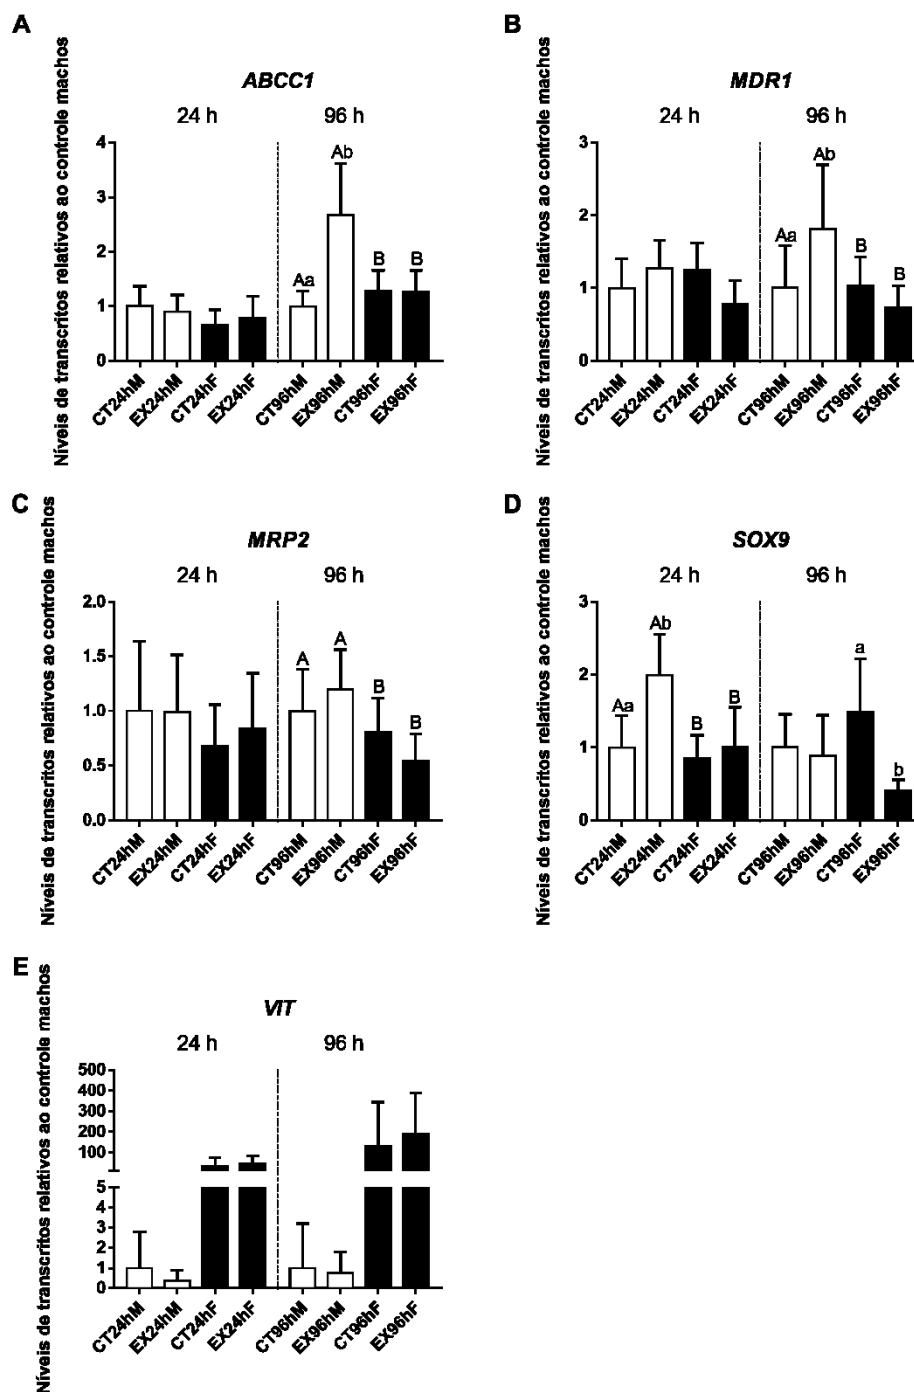 A
Níveis de transcritos relativos ao controle machos
ABCC1
24 h 96 h
4
3
2
1
0
Aa
Ab
B
B
CT24hM
EX24hM
CT24hF
EX24hF
CT96hM
EX96hM
CT96hF
EX96hF
B
Níveis de transcritos relativos ao controle machos
MDR1
24 h 96 h
3
2
1
0
Aa
Ab
B
B
CT24hM
EX24hM
CT24hF
EX24hF
CT96hM
EX96hM
CT96hF
EX96hF
C
Níveis de transcritos relativos ao controle machos
MRP2
24 h 96 h
2.0
1.5
1.0
0.5
0.0
A
A
B
B
CT24hM
EX24hM
CT24hF
EX24hF
CT96hM
EX96hM
CT96hF
EX96hF
D
Níveis de transcritos relativos ao controle machos
SOX9
24 h 96 h
3
2
1
0
Aa
Ab
B
B
a
b
CT24hM
EX24hM
CT24hF
EX24hF
CT96hM
EX96hM
CT96hF
EX96hF
E
Níveis de transcritos relativos ao controle machos
VIT
24 h 96 h
500
400
300
200
100
5
4
3
2
1
0
CT24hM
EX24hM
CT24hF
EX24hF
CT96hM
EX96hM
CT96hF
EX96hF